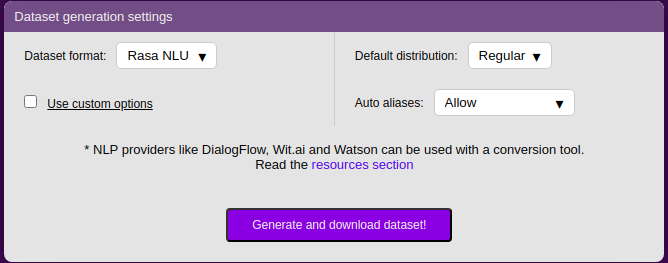 Dataset generation settings
Dataset format: Rasa NLU ▼
Default distribution: Regular ▼
Use custom options
Auto aliases: Allow ▼
* NLP providers like DialogFlow, Wit.ai and Watson can be used with a conversion tool.
Read the resources section
Generate and download dataset!